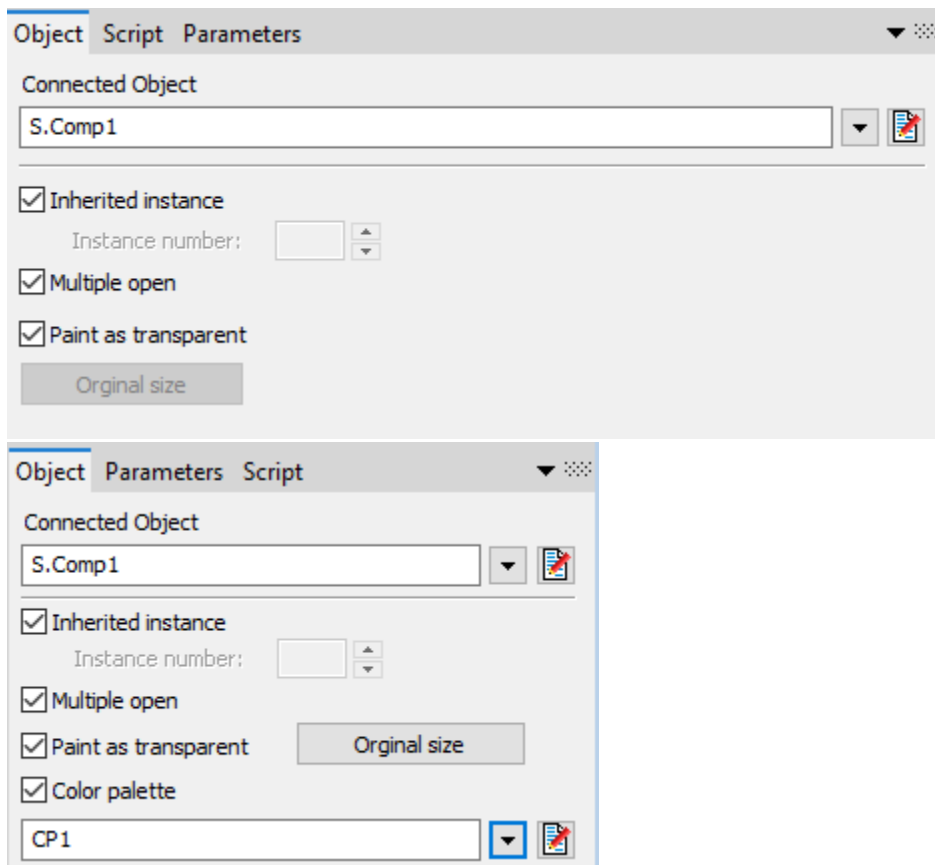 Object Script Parameters
Connected Object
S.Comp1
Inherited instance
Instance number:
Multiple open
Paint as transparent
Orginal size
Object Parameters Script
Connected Object
S.Comp1
Inherited instance
Instance number:
Multiple open
Paint as transparent Orginal size
Color palette
CP1